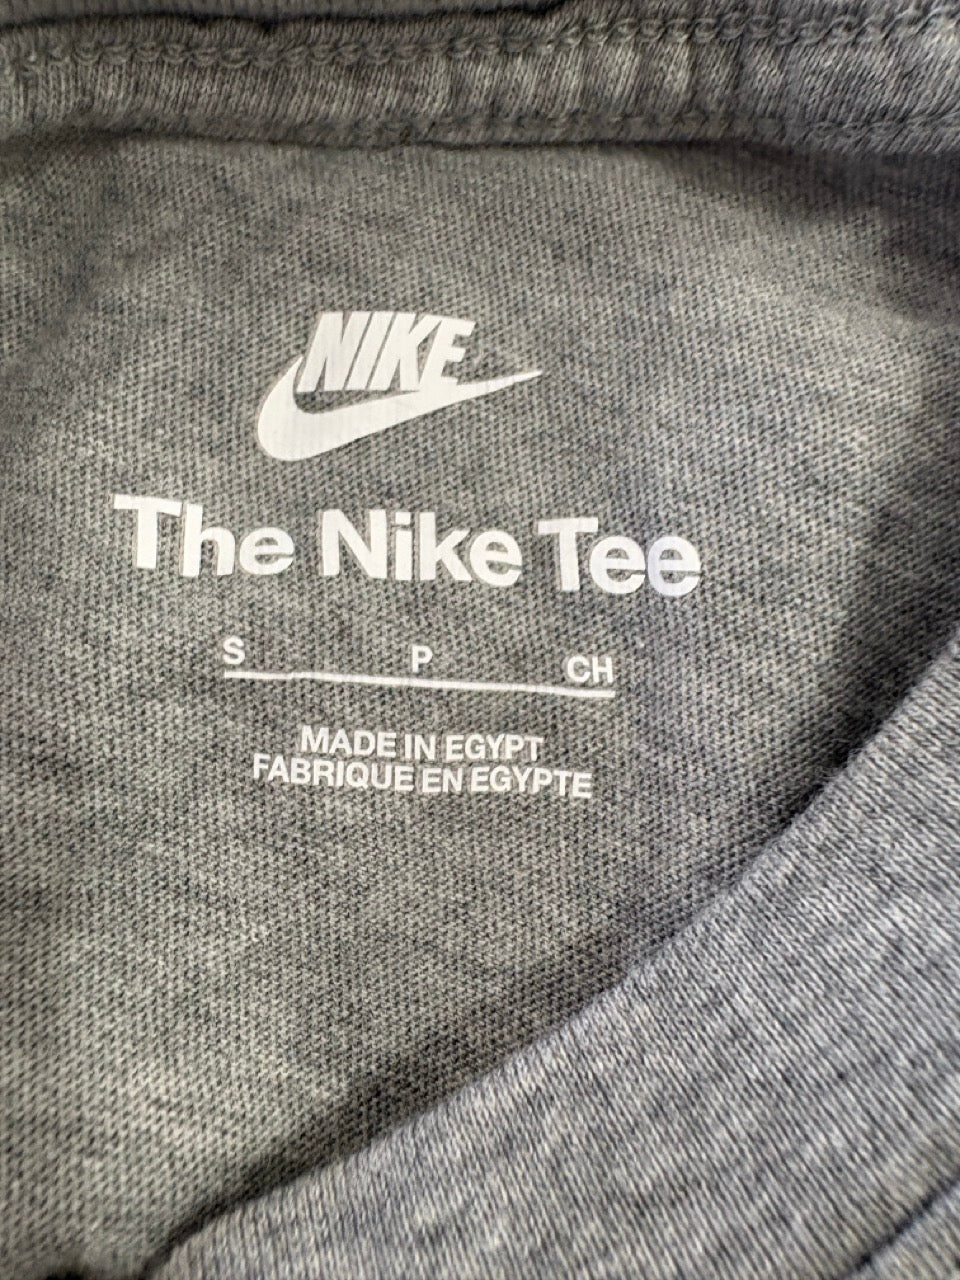 NIKE
The Nike Tee
S P CH
MADE IN EGYPT
FABRIQUE EN EGYPTE